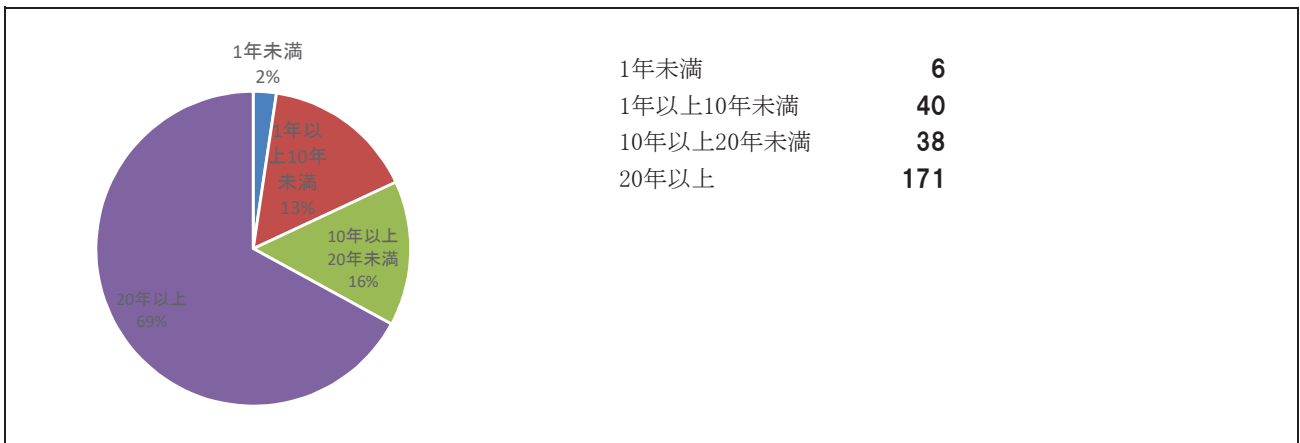 1年未満
2%
1年以
上10年
未満
13%
10年以上
20年未満
16%
20年以上
69%
1年未満 6
1年以上10年未満 40
10年以上20年未満 38
20年以上 171